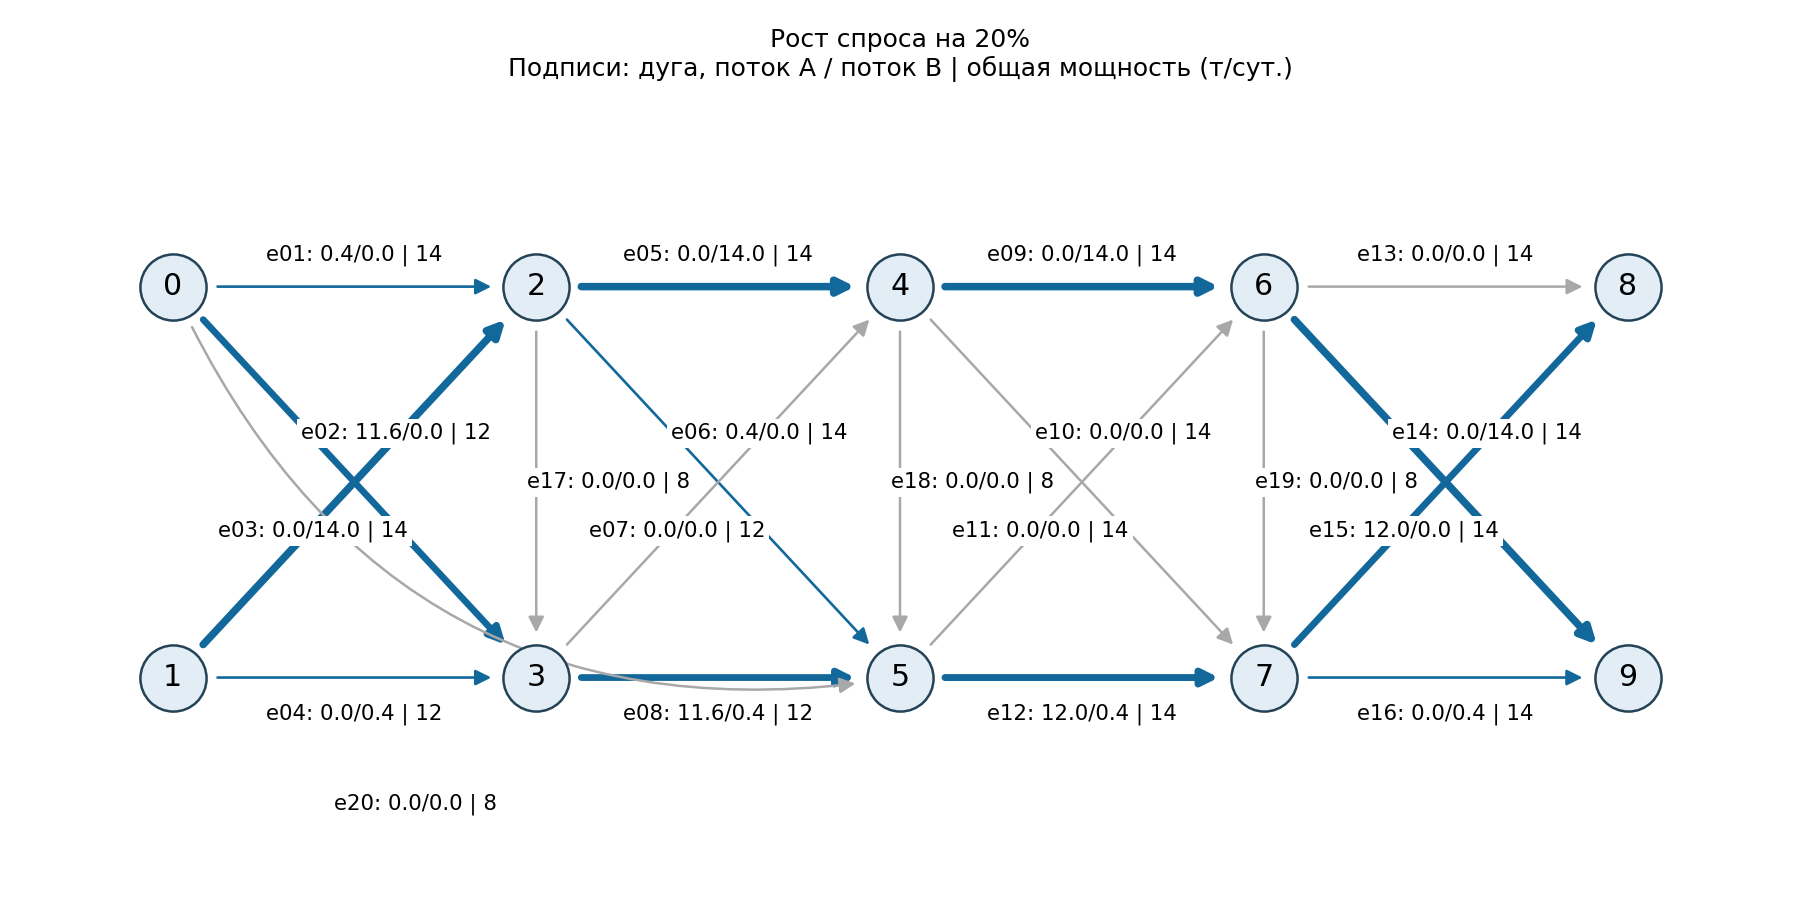 Рост спроса на 20%
Подписи: дуга, поток A / поток B | общая мощность (т/сут.)
e01: 0.4/0.0 | 14
e05: 0.0/14.0 | 14
e09: 0.0/14.0 | 14
e13: 0.0/0.0 | 14
0
2
4
6
8
e02: 11.6/0.0 | 12
e06: 0.4/0.0 | 14
e10: 0.0/0.0 | 14
e14: 0.0/14.0 | 14
e17: 0.0/0.0 | 8
e18: 0.0/0.0 | 8
e19: 0.0/0.0 | 8
e03: 0.0/14.0 | 14
e07: 0.0/0.0 | 12
e11: 0.0/0.0 | 14
e15: 12.0/0.0 | 14
1
3
5
7
9
e04: 0.0/0.4 | 12
e08: 11.6/0.4 | 12
e12: 12.0/0.4 | 14
e16: 0.0/0.4 | 14
e20: 0.0/0.0 | 8